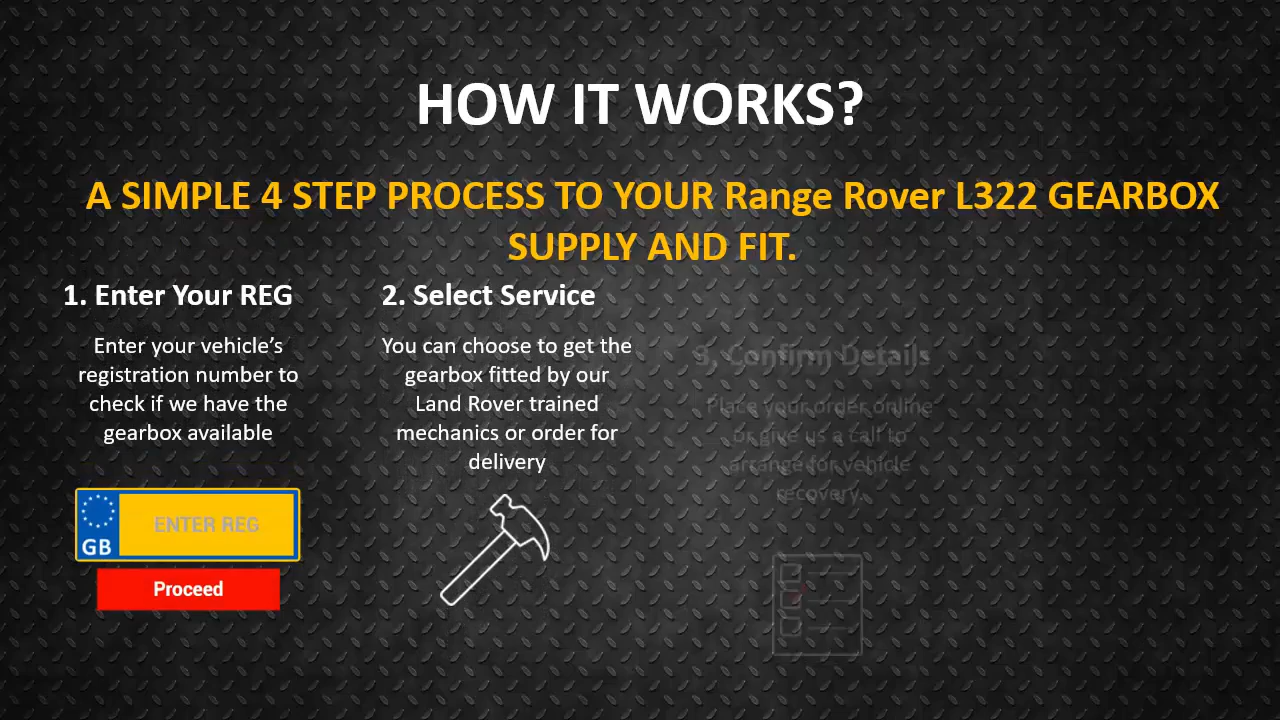 HOW IT WORKS?
A SIMPLE 4 STEP PROCESS TO YOUR Range Rover L322 GEARBOX
SUPPLY AND FIT.
1. Enter Your REG
Enter your vehicle’s
registration number to
check if we have the
gearbox available
GB
ENTER REG
Proceed
2. Select Service
You can choose to get the
gearbox fitted by our
Land Rover trained
mechanics or order for
delivery
3. Confirm Details
Place your order online
or give us a call to
arrange for vehicle
recovery.